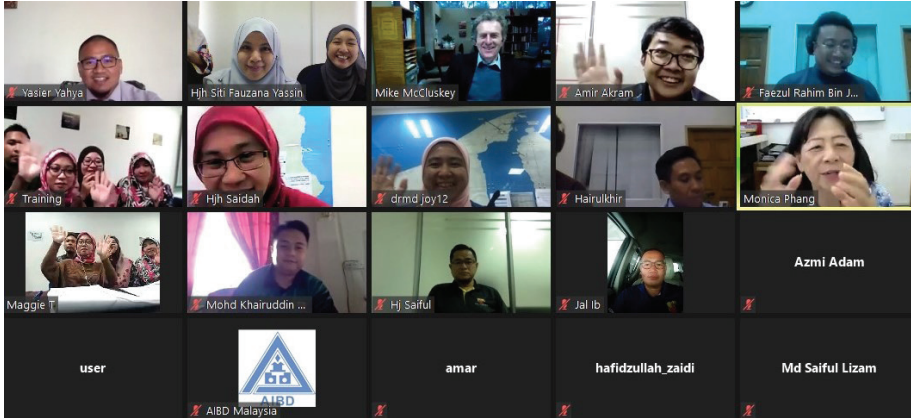 Yasier Yahya
Hjh Siti Fauzana Yassin
Mike McCluskey
Amir Akram
Faezul Rahim Bin J...
Training
Hjh Saidah
drmd joy12
Hairulkhir
Monica Phang
Maggie T
Mohd Khairuddin ...
Hj Saiful
Jal Ib
Azmi Adam
user
AIBD
AIBD Malaysia
amar
hafidzullah_zaidi
Md Saiful Lizam